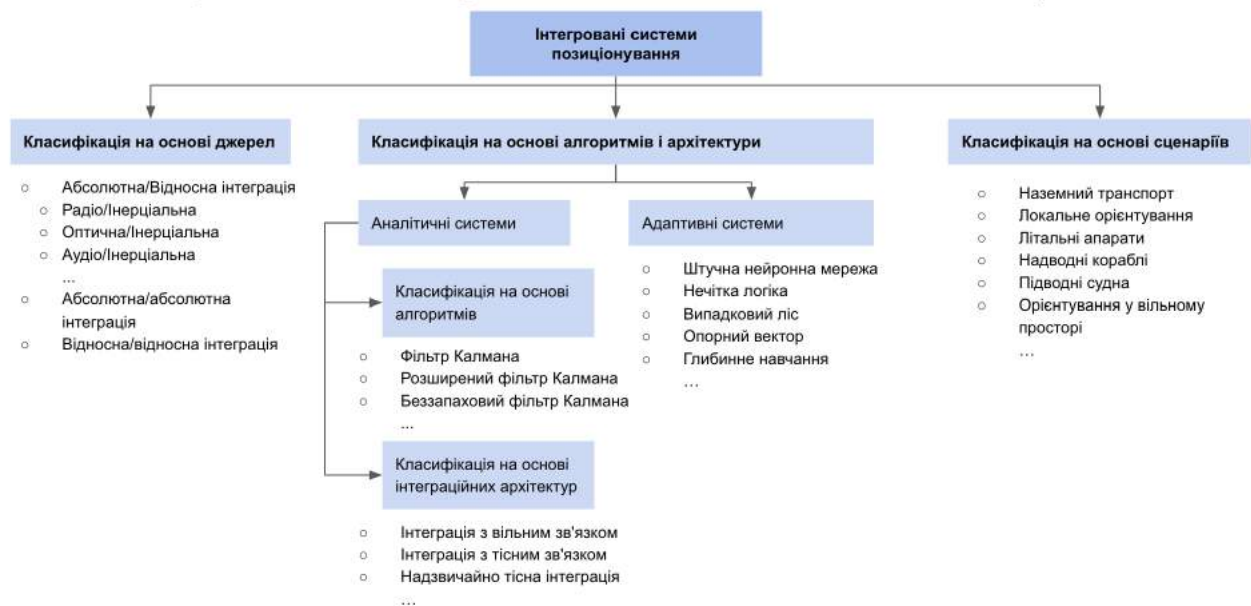 Інтегровані системи
позиціонування
Класифікація на основі джерел
○ Абсолютна/Відносна інтеграція
○ Радіо/Інерціальна
○ Оптична/Інерціальна
○ Аудіо/Інерціальна
...
○ Абсолютна/абсолютна
інтеграція
○ Відносна/відносна інтеграція
Класифікація на основі алгоритмів і архітектури
Аналітичні системи
Класифікація на основі
алгоритмів
○ Фільтр Калмана
○ Розширений фільтр Калмана
○ Беззапаховий фільтр Калмана
...
Класифікація на основі
інтеграційних архітектур
○ Інтеграція з вільним зв'язком
○ Інтеграція з тісним зв'язком
○ Надзвичайно тісна інтеграція
…
Адаптивні системи
○ Штучна нейронна мережа
○ Нечітка логіка
○ Випадковий ліс
○ Опорний вектор
○ Глибинне навчання
…
Класифікація на основі сценаріїв
○ Наземний транспорт
○ Локальне орієнтування
○ Літальні апарати
○ Надводні кораблі
○ Підводні судна
○ Орієнтування у вільному
просторі
…